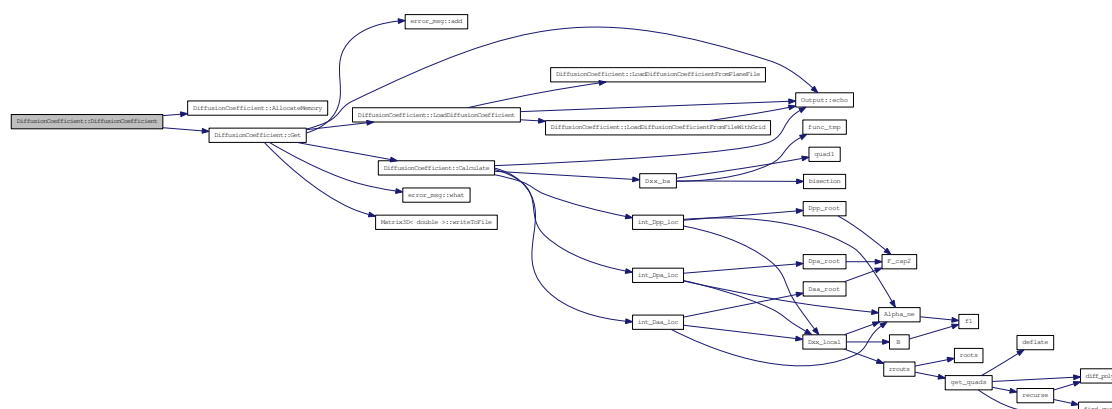 error_msg::add
DiffusionCoefficient::LoadDiffusionCoefficientFromPlaneFile
Output::echo
DiffusionCoefficient::AllocateMemory
DiffusionCoefficient::LoadDiffusionCoefficient
DiffusionCoefficient::DiffusionCoefficient
DiffusionCoefficient::LoadDiffusionCoefficientFromFileWithGrid
func_tmp
DiffusionCoefficient::Get
quad1
DiffusionCoefficient::Calculate
Dxx_ba
bisection
error_msg::what
Dpp_root
Matrix3D< double >::writeToFile
int_Dpp_loc
Dpa_root
F_cap2
int_Dpa_loc
Daa_root
Alpha_ne
f1
int_Daa_loc
Dxx_local
B
deflate
roots
rroots
get_quads
recurse